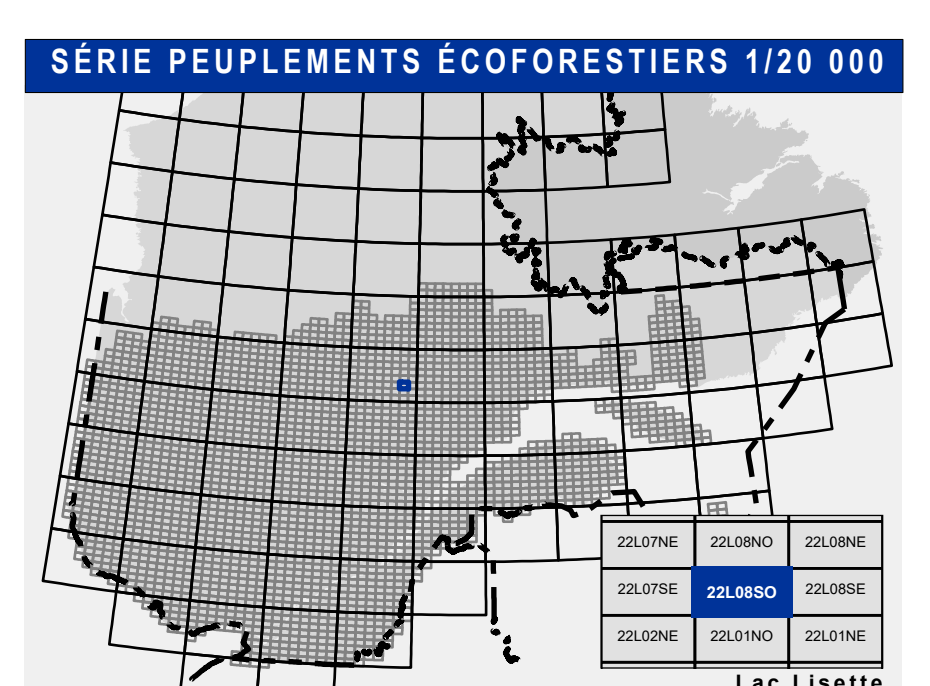 SÉRIE PEUPLEMENTS ÉCOFORESTIERS 1/20 000
22L07NE 22L08NO 22L08NE
22L07SE 22L08SO 22L08SE
22L02NE 22L01NO 22L01NE
Lac Lisette